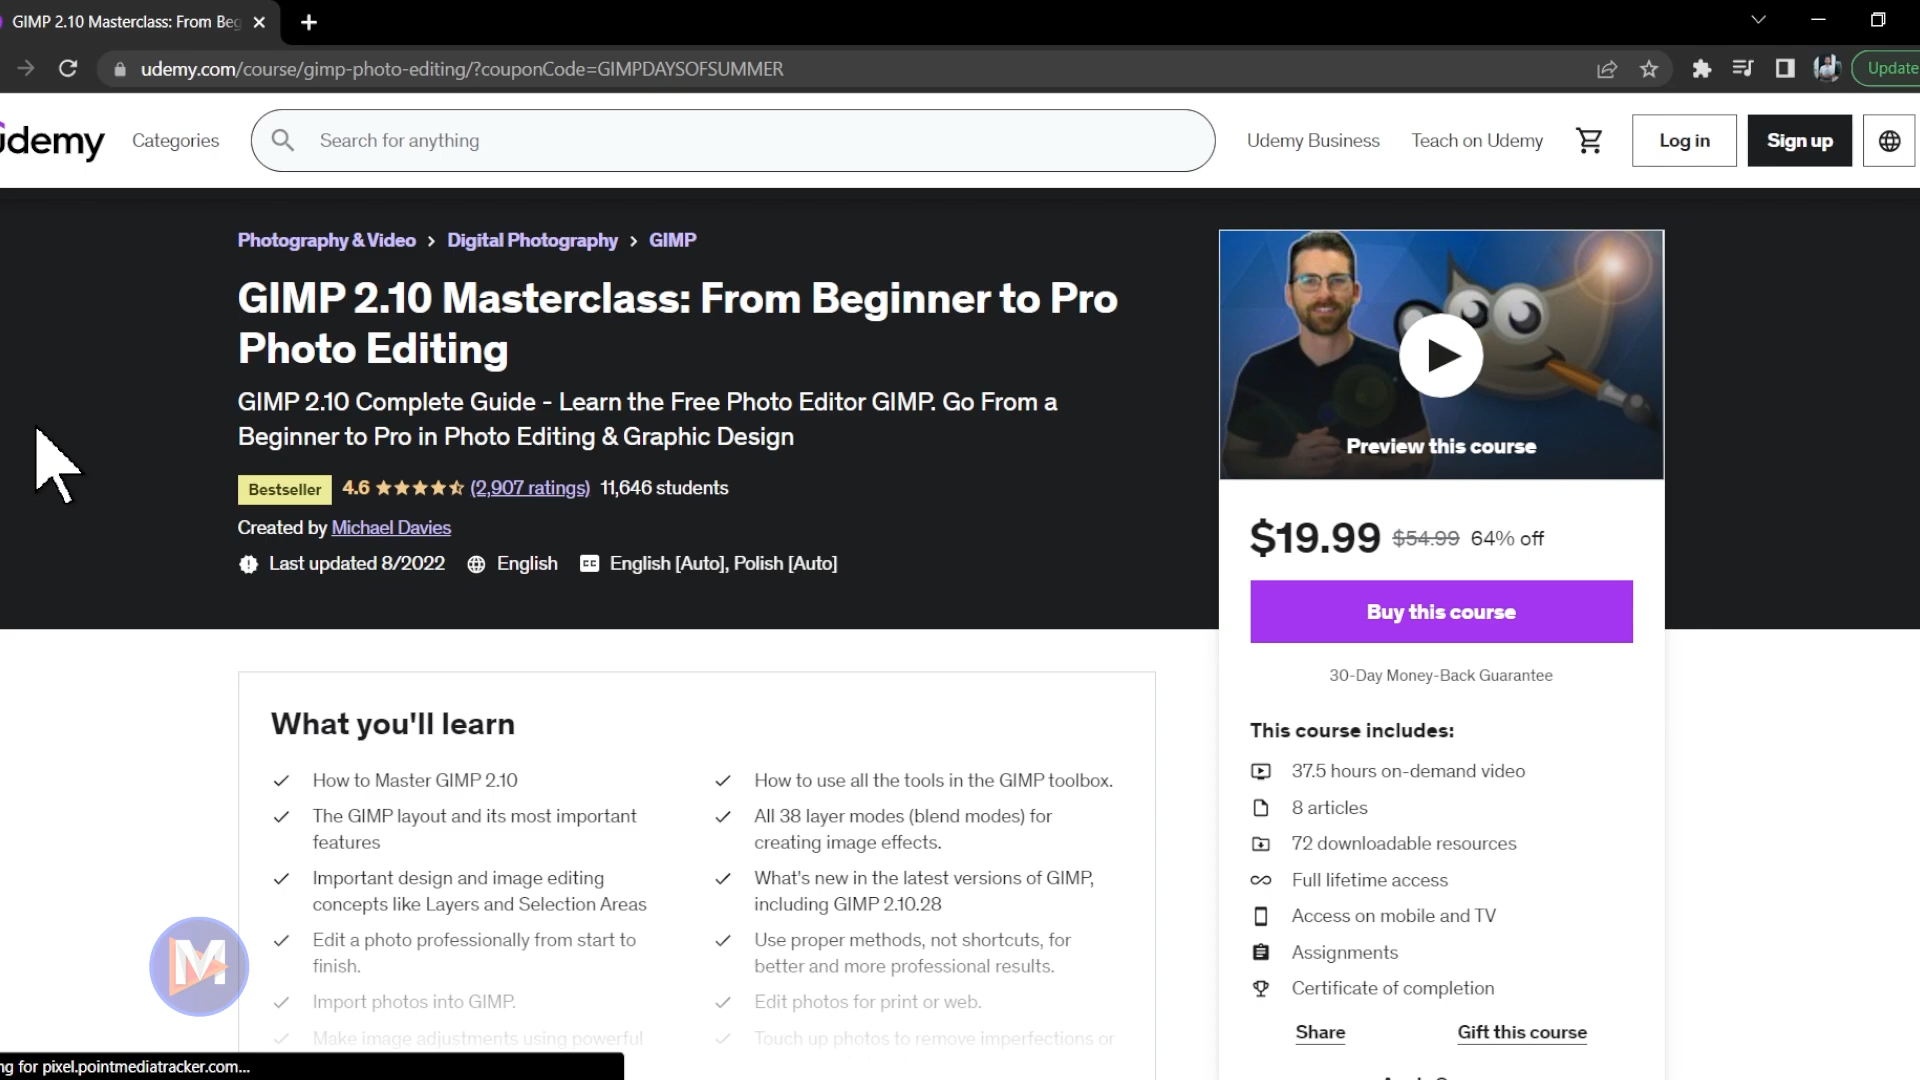 GIMP 2.10 Masterclass: From Beg
udemy.com/course/gimp-photo-editing/?couponCode=GIMPDAYSOFSUMMER
Update
udemy
Categories
Search for anything
Udemy Business
Teach on Udemy
Log in
Sign up
Photography & Video > Digital Photography > GIMP
GIMP 2.10 Masterclass: From Beginner to Pro
Photo Editing
GIMP 2.10 Complete Guide - Learn the Free Photo Editor GIMP. Go From a
Beginner to Pro in Photo Editing & Graphic Design
Bestseller 4.6 (2,907 ratings) 11,646 students
Created by Michael Davies
Last updated 8/2022 English CC English [Auto], Polish [Auto]
Preview this course
$19.99 $54.99 64% off
Buy this course
30-Day Money-Back Guarantee
This course includes:
37.5 hours on-demand video
8 articles
72 downloadable resources
Full lifetime access
Access on mobile and TV
Assignments
Certificate of completion
Share
Gift this course
What you'll learn
How to Master GIMP 2.10
The GIMP layout and its most important
features
Important design and image editing
concepts like Layers and Selection Areas
Edit a photo professionally from start to
finish.
Import photos into GIMP.
Make image adjustments using powerful
How to use all the tools in the GIMP toolbox.
All 38 layer modes (blend modes) for
creating image effects.
What's new in the latest versions of GIMP,
including GIMP 2.10.28
Use proper methods, not shortcuts, for
better and more professional results.
Edit photos for print or web.
Touch up photos to remove imperfections or
M
ng for pixel.pointmediatracker.com...